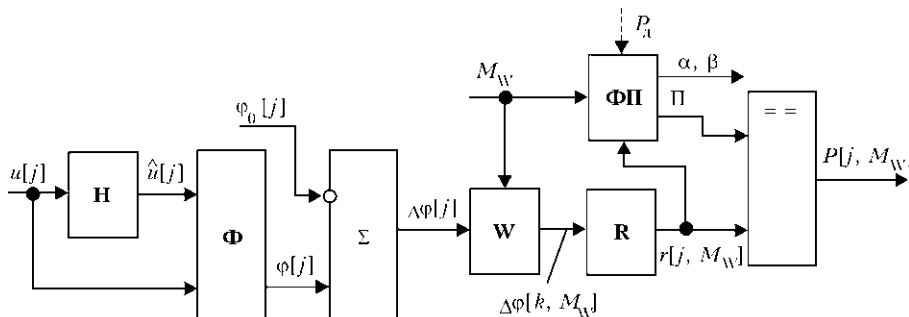 P_д
M_W
α, β
ФП
П
= =
φ_0[j]
u[j]
û[j]
H
Ф
Σ
Δφ[j]
W
R
P[j, M_W
φ[j]
r[j, M_W]
Δφ[k, M_W]